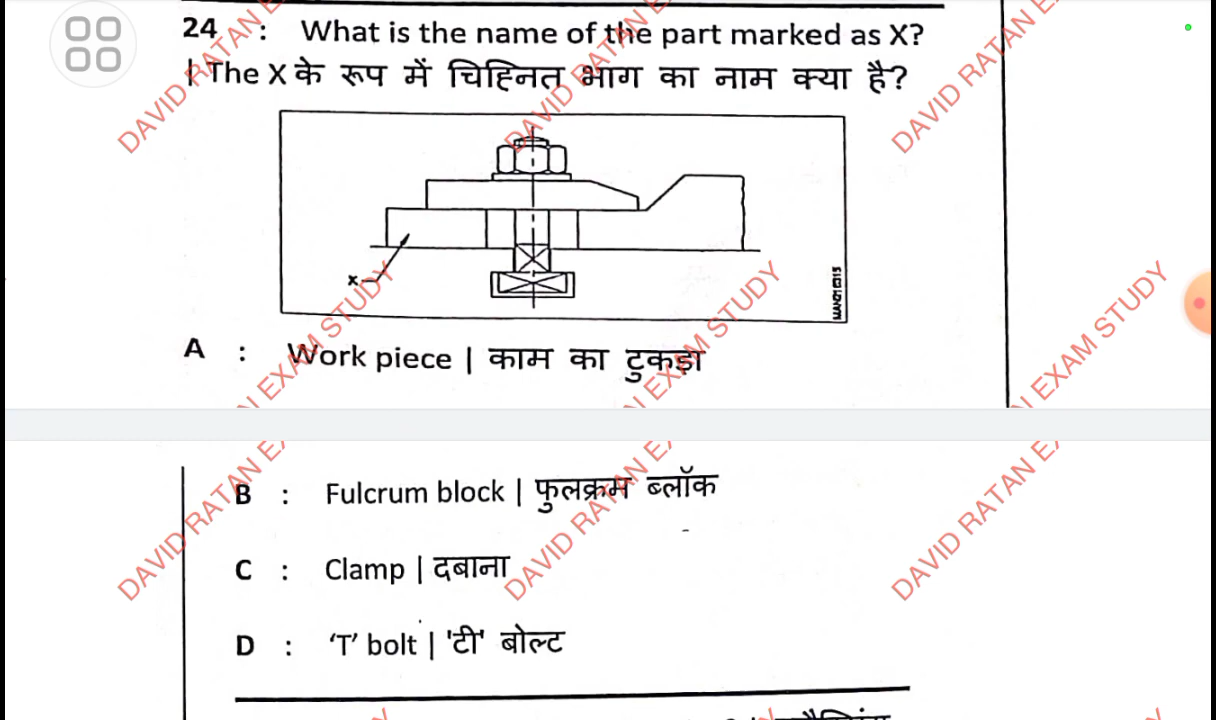 24 : What is the name of the part marked as X?
| The X के रूप में चिह्नित भाग का नाम क्या है?
X
MAN216315
A : Work piece | काम का टुकड़ा
B : Fulcrum block | फुलक्रम ब्लॉक
C : Clamp | दबाना
D : 'T' bolt | 'टी' बोल्ट
DAVID RATAN EXAM STUDY